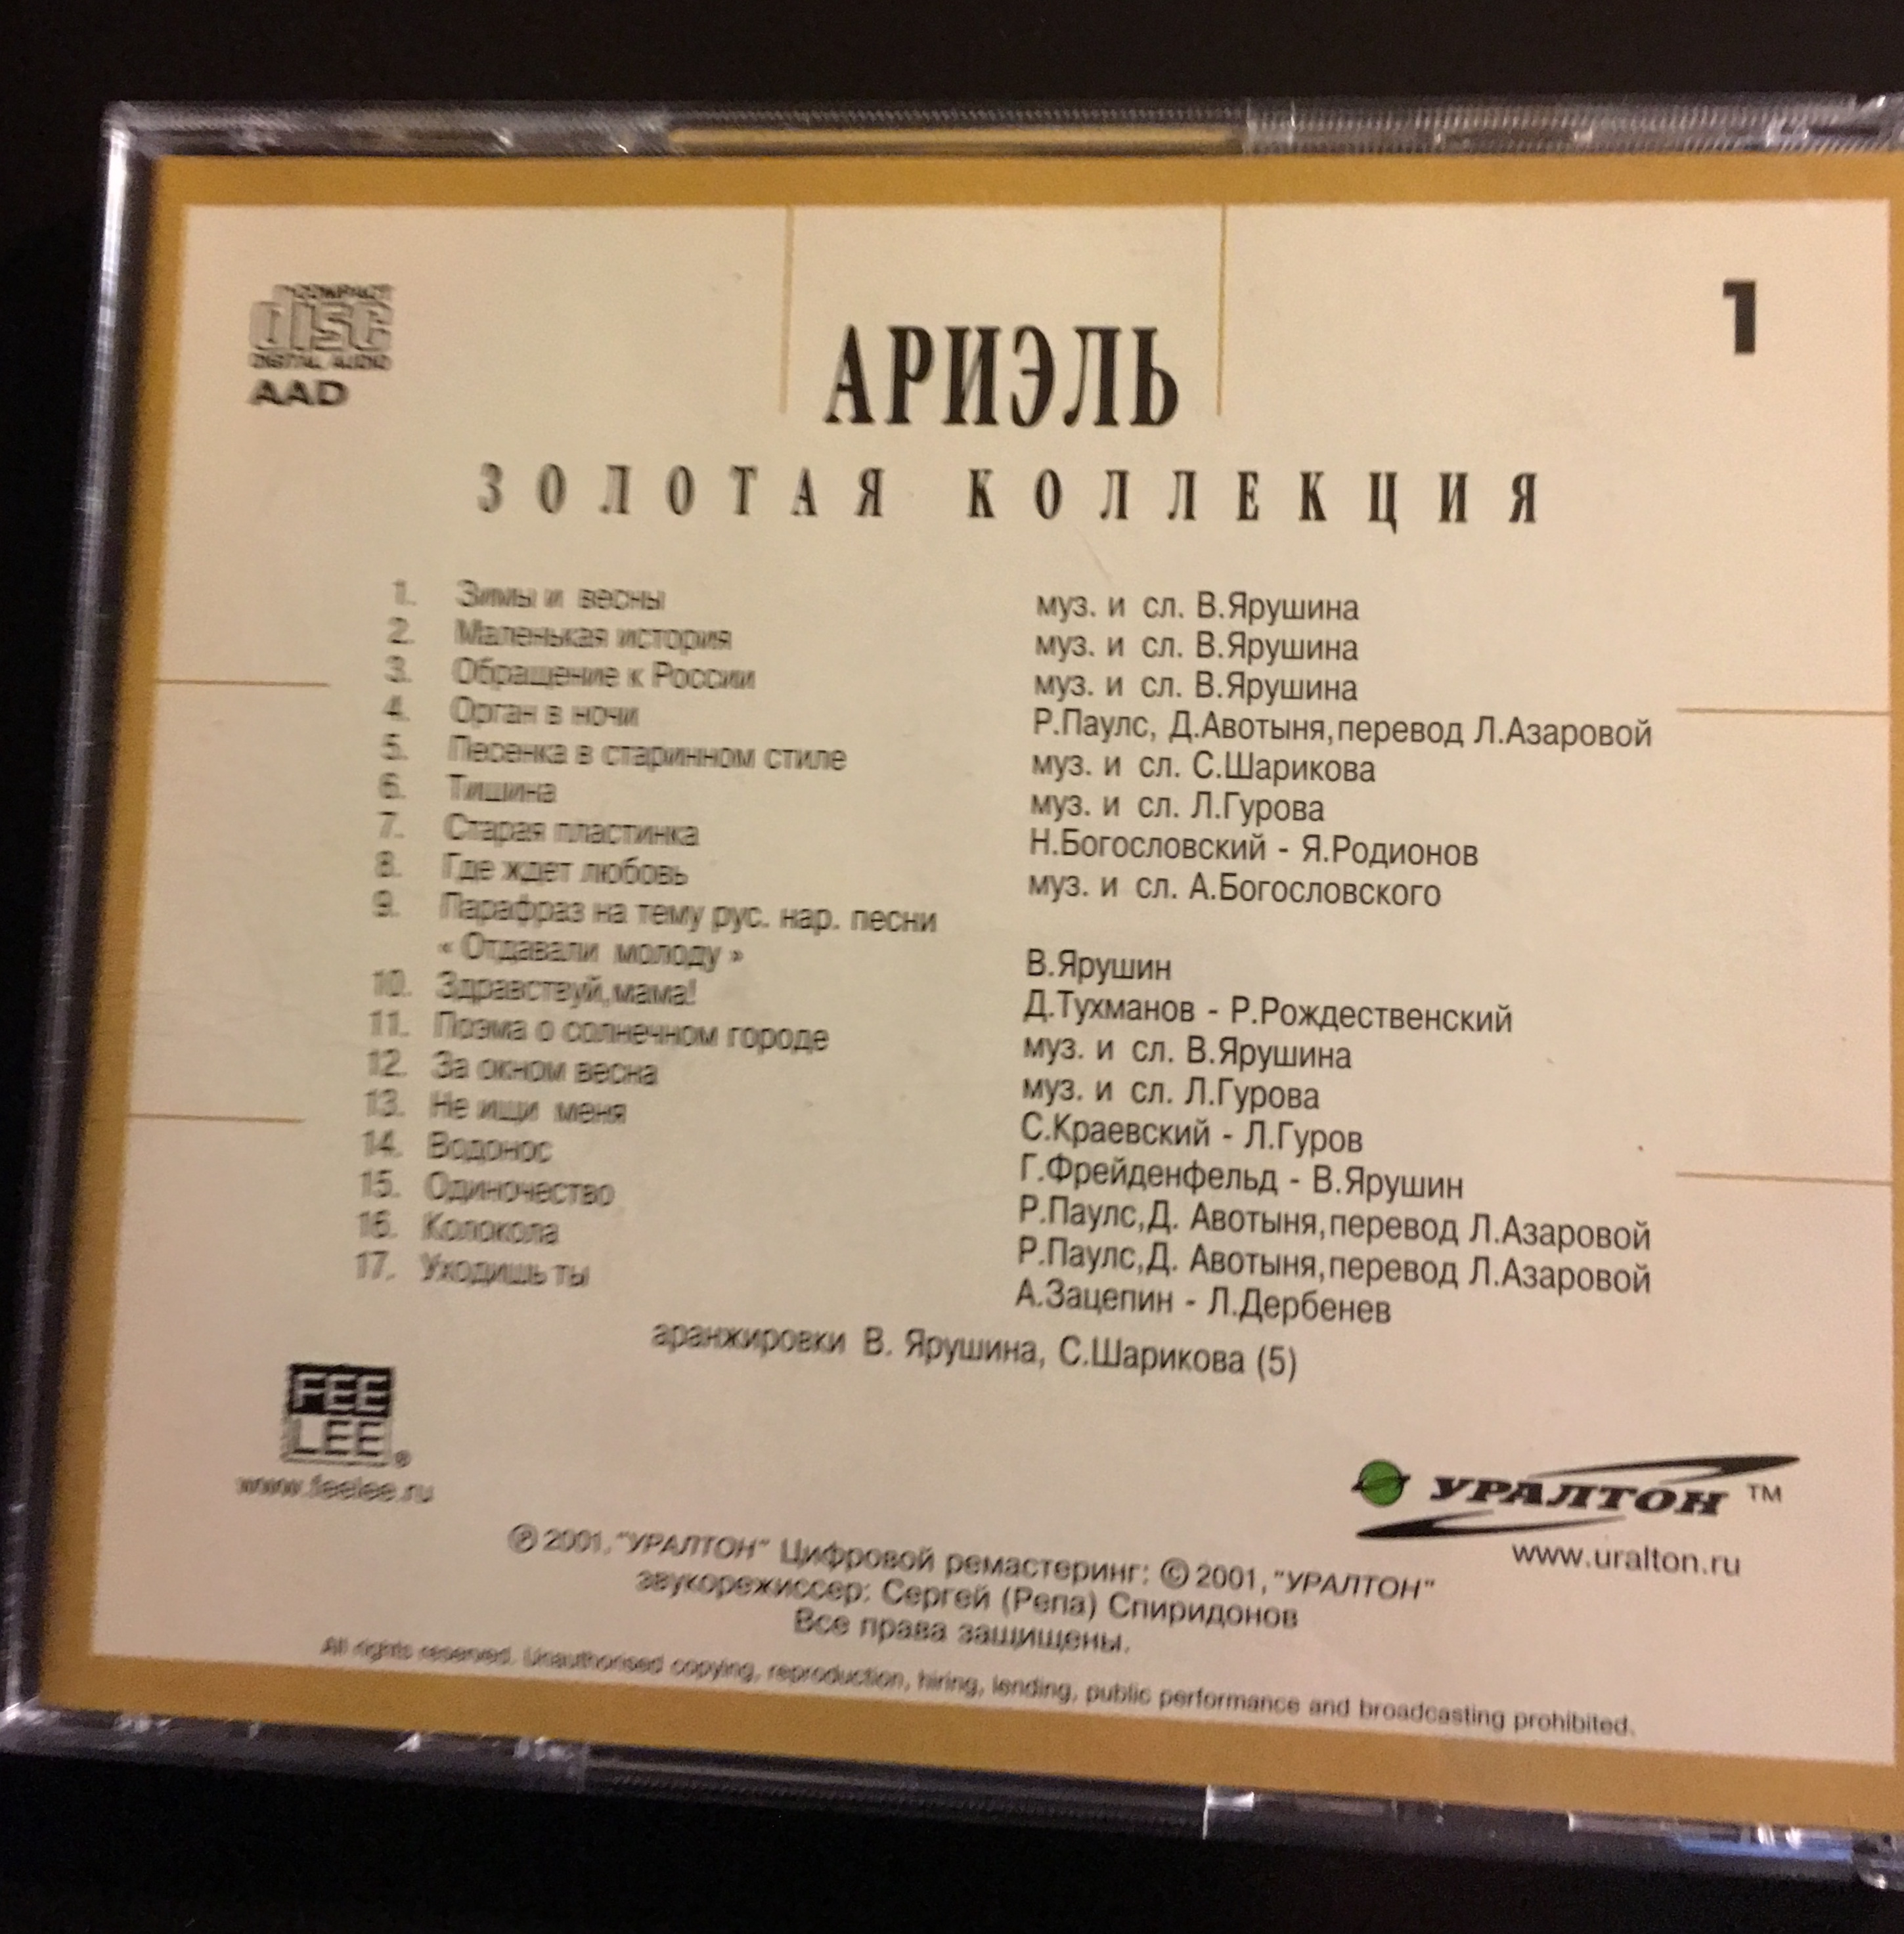 COMPACT
disc
DIGITAL AUDIO
AAD
1
АРИЭЛЬ
ЗОЛОТАЯ КОЛЛЕКЦИЯ
1. Зимы и весны муз. и сл. В.Ярушина
2. Маленькая история муз. и сл. В.Ярушина
3. Обращение к России муз. и сл. В.Ярушина
4. Орган в ночи Р.Паулс, Д.Авотыня,перевод Л.Азаровой
5. Песенка в старинном стиле муз. и сл. С.Шарикова
6. Тишина муз. и сл. Л.Гурова
7. Старая пластинка Н.Богословский - Я.Родионов
8. Где ждет любовь муз. и сл. А.Богословского
9. Парафраз на тему рус. нар. песни
« Отдавали молоду » В.Ярушин
10. Здравствуй,мама! Д.Тухманов - Р.Рождественский
11. Поэма о солнечном городе муз. и сл. В.Ярушина
12. За окном весна муз. и сл. Л.Гурова
13. Не ищи меня С.Краевский - Л.Гуров
14. Водонос Г.Фрейденфельд - В.Ярушин
15. Одиночество Р.Паулс,Д. Авотыня,перевод Л.Азаровой
16. Колокола Р.Паулс,Д. Авотыня,перевод Л.Азаровой
17. Уходишь ты А.Зацепин - Л.Дербенев
аранжировки В. Ярушина, С.Шарикова (5)
FEE
LEE®
www.feelee.ru
УРАЛТОН ™
www.uralton.ru
℗ 2001, "УРАЛТОН" Цифровой ремастеринг: © 2001, "УРАЛТОН"
звукорежиссер: Сергей (Репа) Спиридонов
Все права защищены.
All rights reserved. Unauthorised copying, reproduction, hiring, lending, public performance and broadcasting prohibited.